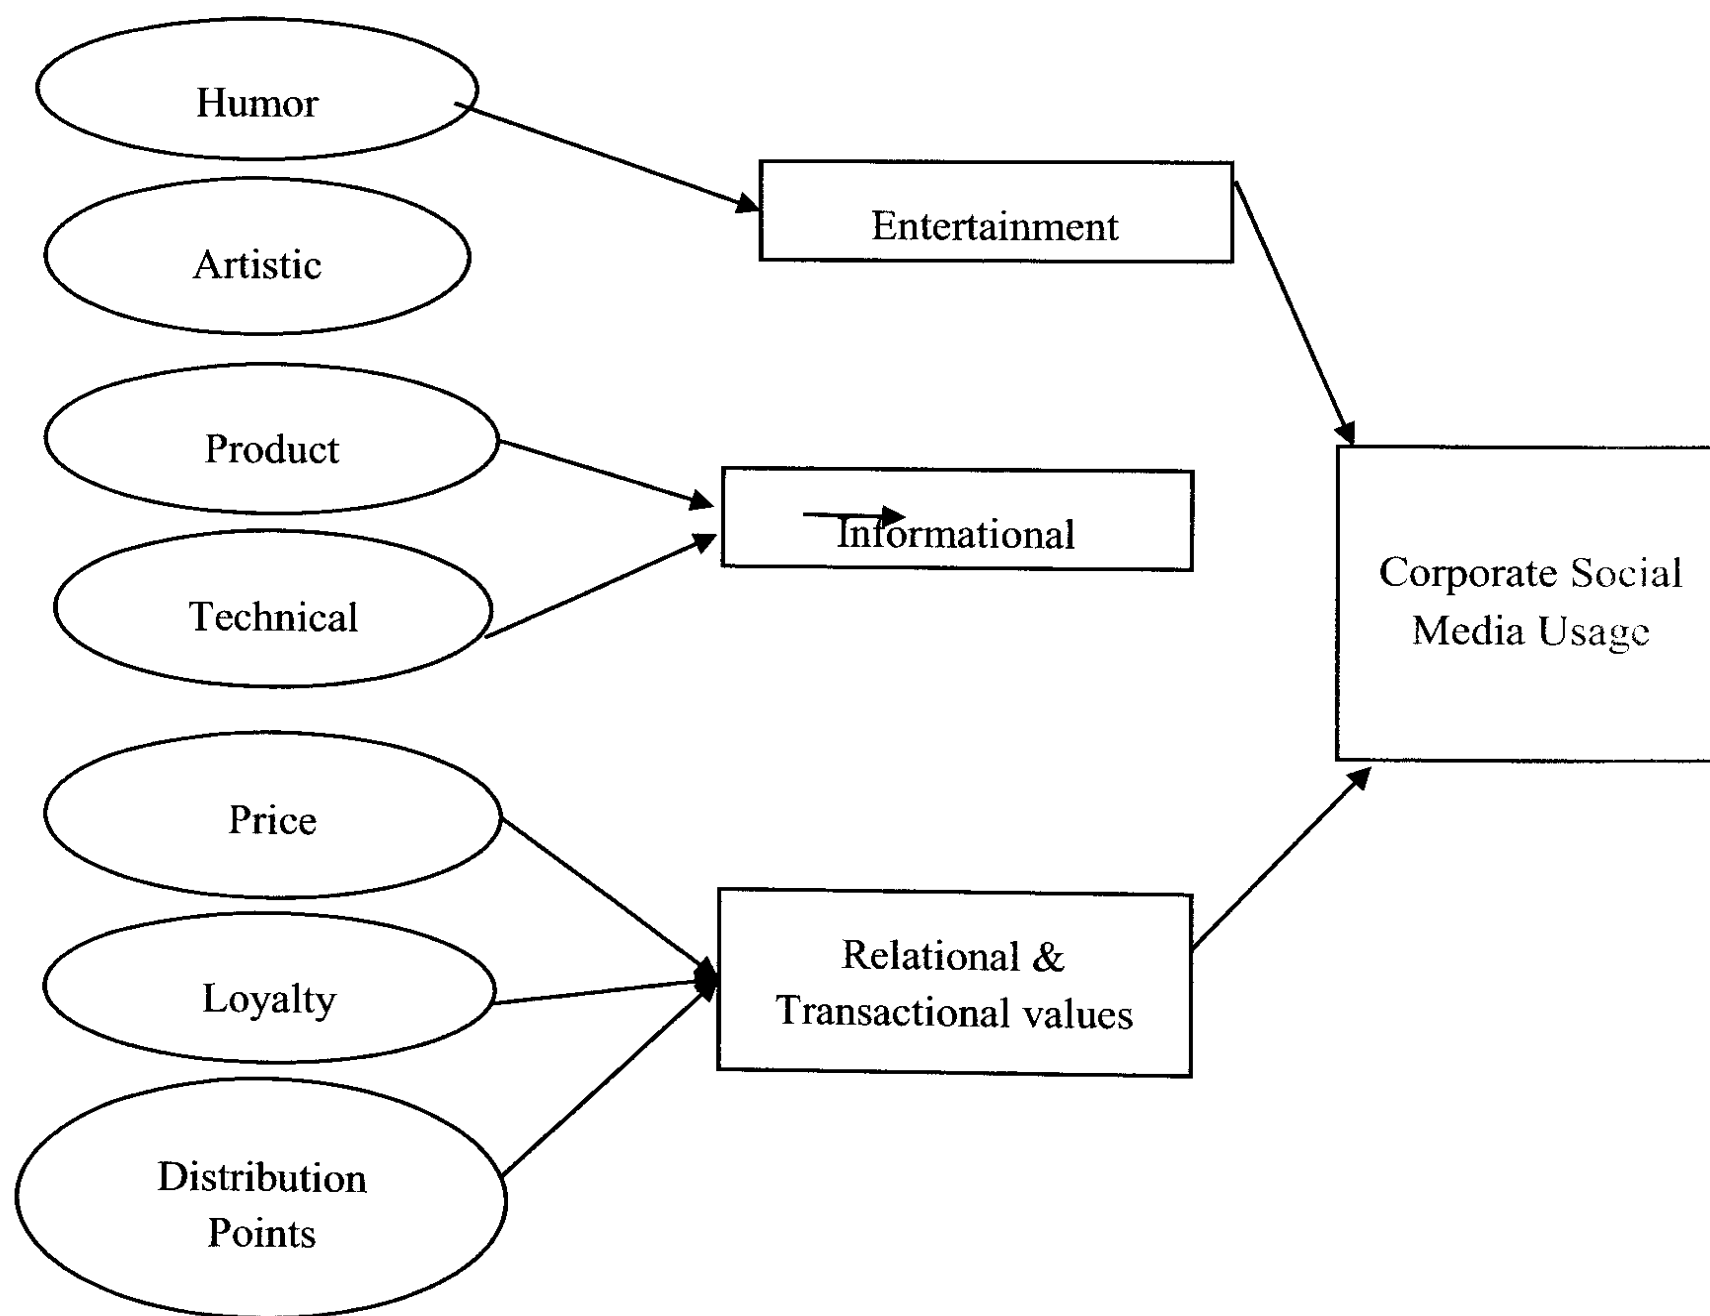 Humor
Entertainment
Artistic
Product
Informational
Technical
Corporate Social
Media Usage
Price
Relational &
Transactional values
Loyalty
Distribution
Points